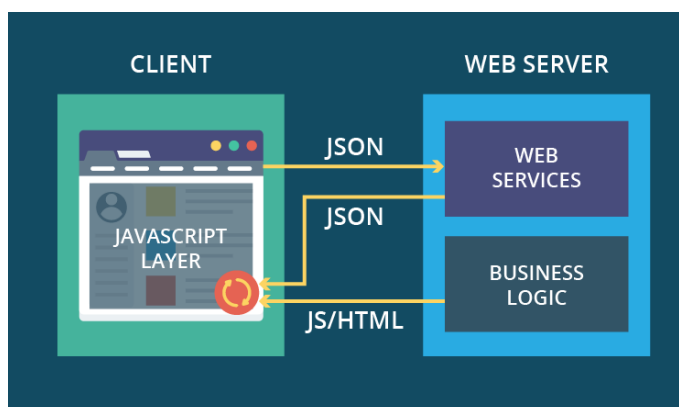 CLIENT
WEB SERVER
JSON
WEB
SERVICES
JSON
JAVASCRIPT
LAYER
BUSINESS
LOGIC
JS/HTML